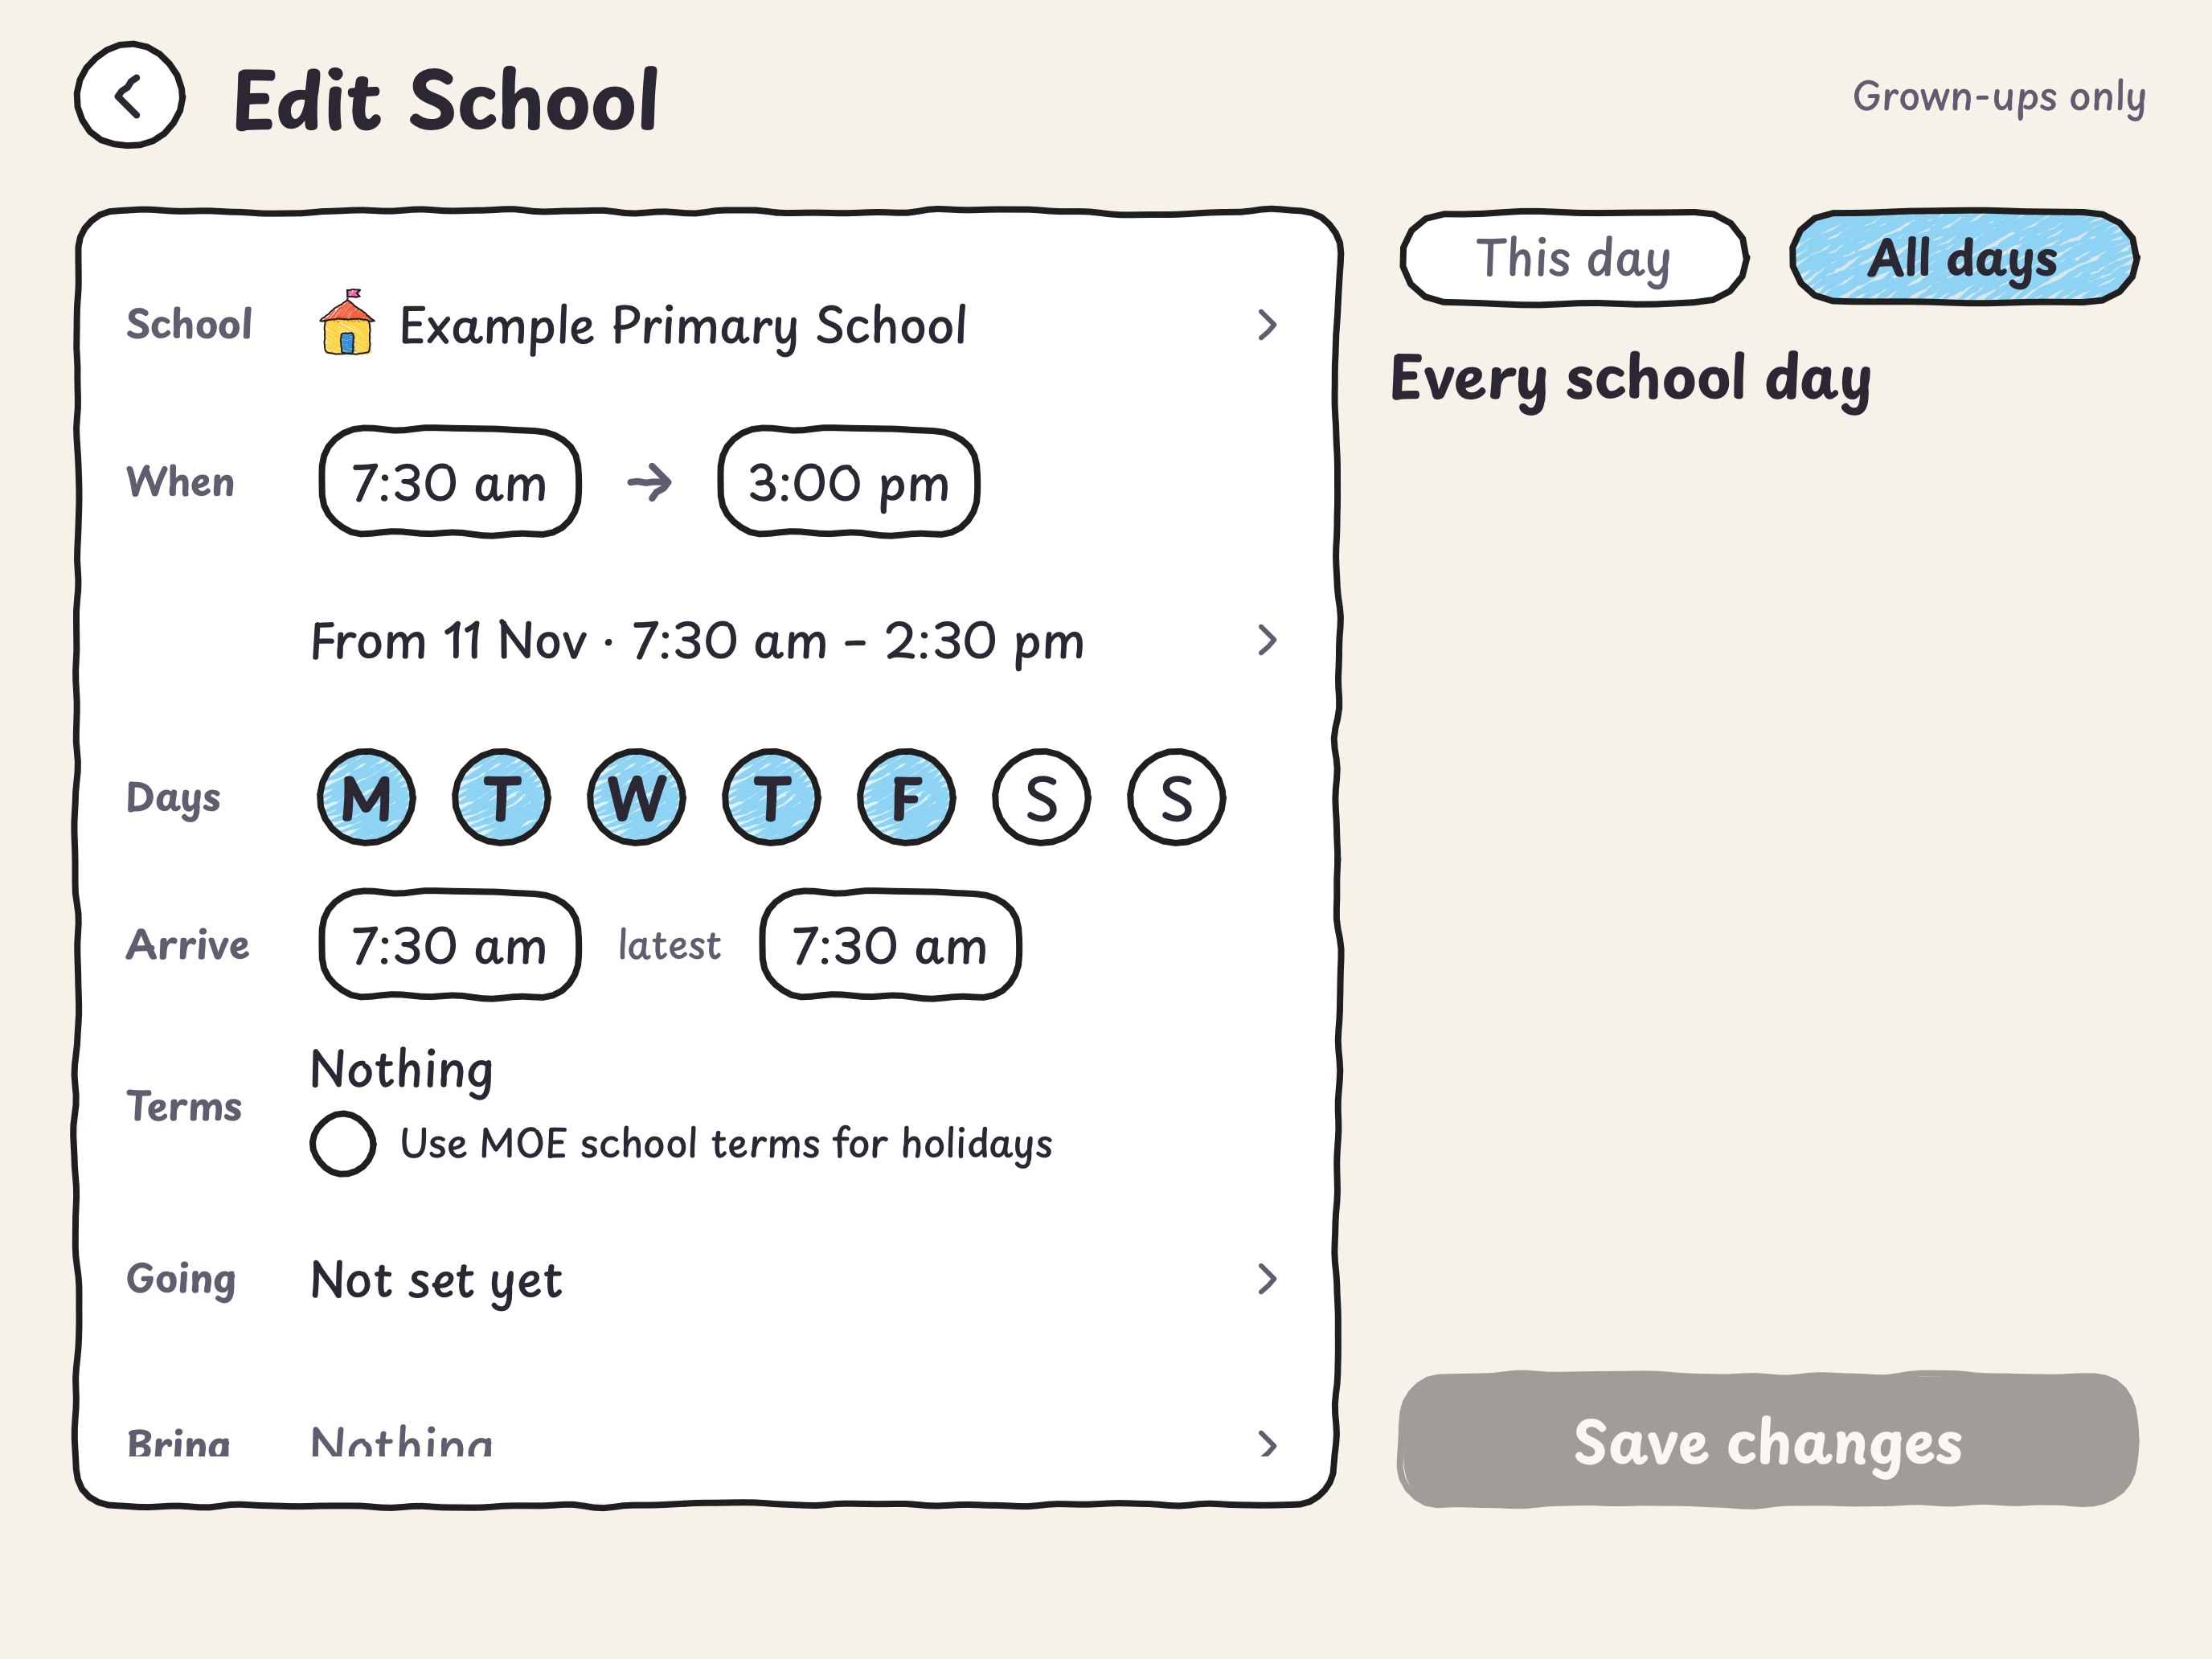 Edit School
Grown-ups only
School Example Primary School
When 7:30 am → 3:00 pm
From 11 Nov · 7:30 am – 2:30 pm
Days M T W T F S S
Arrive 7:30 am latest 7:30 am
Terms Nothing
Use MOE school terms for holidays
Going Not set yet
Bring Nothing
This day All days
Every school day
Save changes